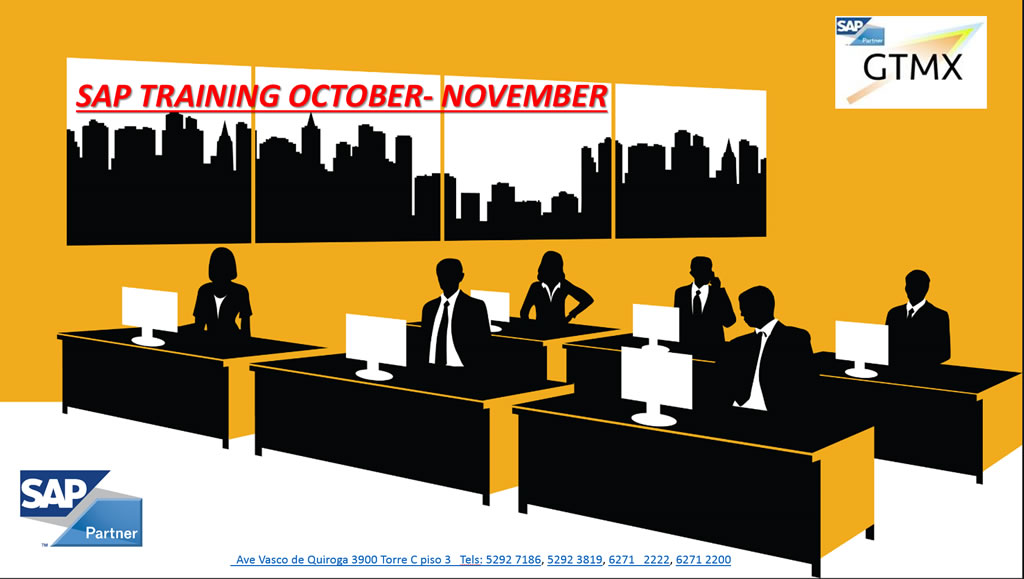 SAP Partner
GTMX
SAP TRAINING OCTOBER- NOVEMBER
SAP
Partner
™
Ave Vasco de Quiroga 3900 Torre C piso 3 Tels: 5292 7186, 5292 3819, 6271 2222, 6271 2200